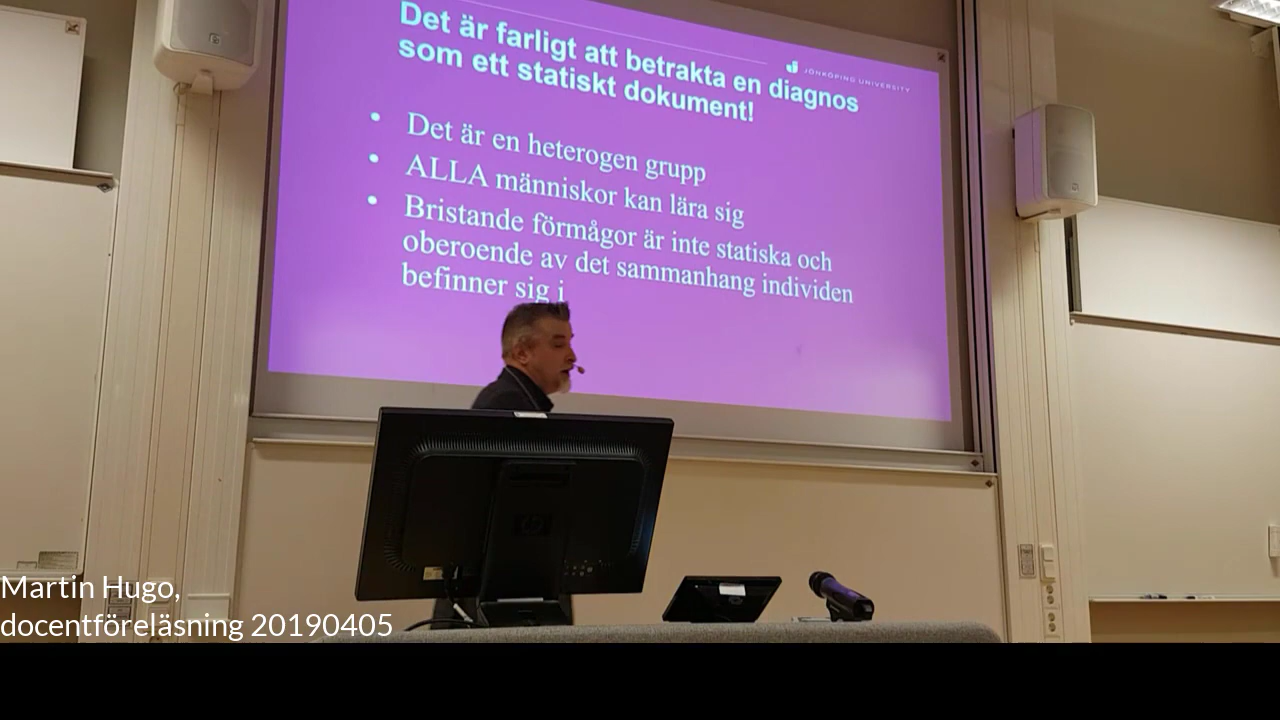 Det är farligt att betrakta en diagnos
som ett statiskt dokument!
JÖNKÖPING UNIVERSITY
• Det är en heterogen grupp
• ALLA människor kan lära sig
• Bristande förmågor är inte statiska och
oberoende av det sammanhang individen
befinner sig i
Martin Hugo,
docentföreläsning 20190405